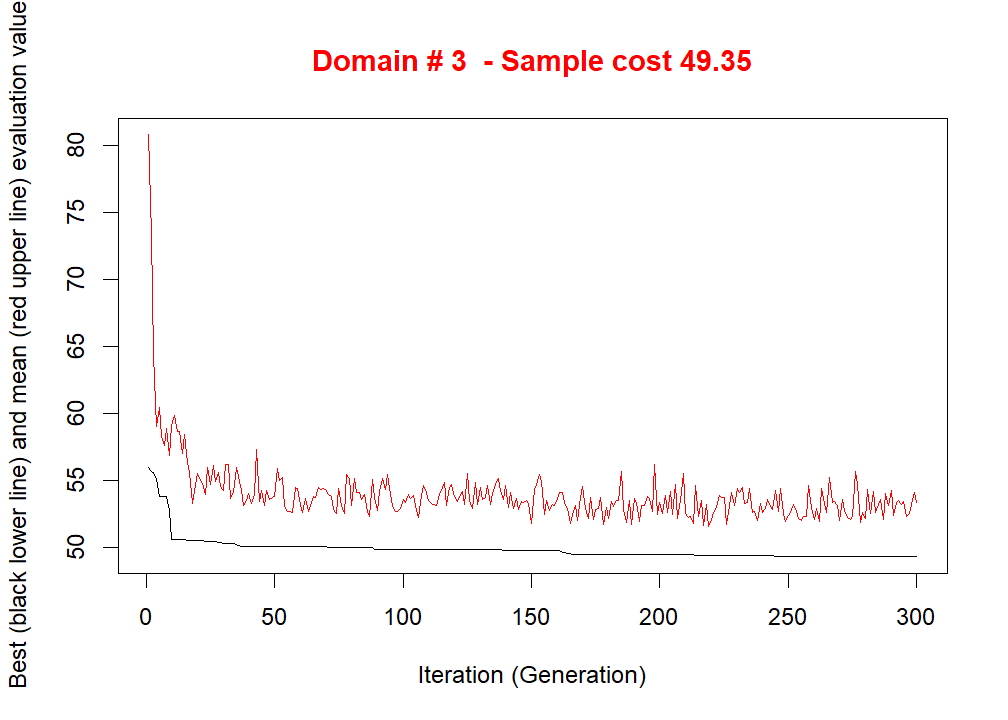 Domain # 3  - Sample cost 49.35
Best (black lower line) and mean (red upper line) evaluation value
80
75
70
65
60
55
50
0 50 100 150 200 250 300
Iteration (Generation)